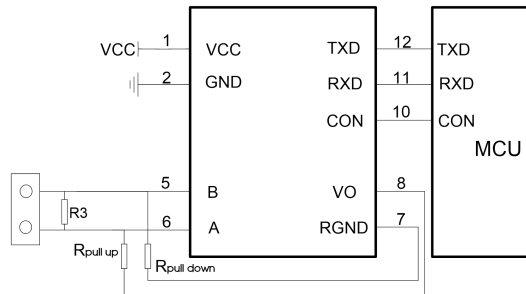 VCC 1 VCC TXD 12 TXD
2 GND RXD 11 RXD
CON 10 CON
MCU
5 B VO 8
R3 6 A RGND 7
Rpull up Rpull down